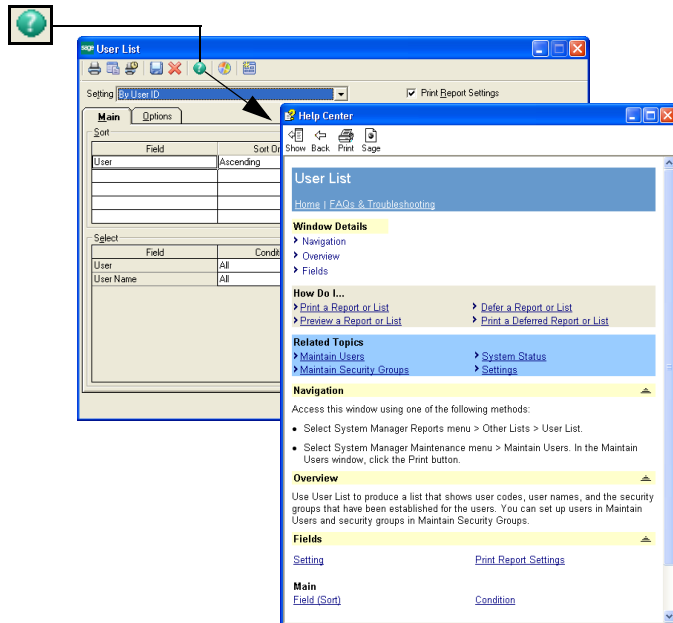 sage User List
Setting By User ID
Print Report Settings
Main Options
Sort
Field Sort Or
User Ascending
Select
Field Condit
User All
User Name All
Help Center
Show Back Print Sage
User List
Home | FAQs & Troubleshooting
Window Details
Navigation
Overview
Fields
How Do I...
Print a Report or List Defer a Report or List
Preview a Report or List Print a Deferred Report or List
Related Topics
Maintain Users System Status
Maintain Security Groups Settings
Navigation
Access this window using one of the following methods:
• Select System Manager Reports menu > Other Lists > User List.
• Select System Manager Maintenance menu > Maintain Users. In the Maintain
Users window, click the Print button.
Overview
Use User List to produce a list that shows user codes, user names, and the security
groups that have been established for the users. You can set up users in Maintain
Users and security groups in Maintain Security Groups.
Fields
Setting Print Report Settings
Main
Field (Sort) Condition